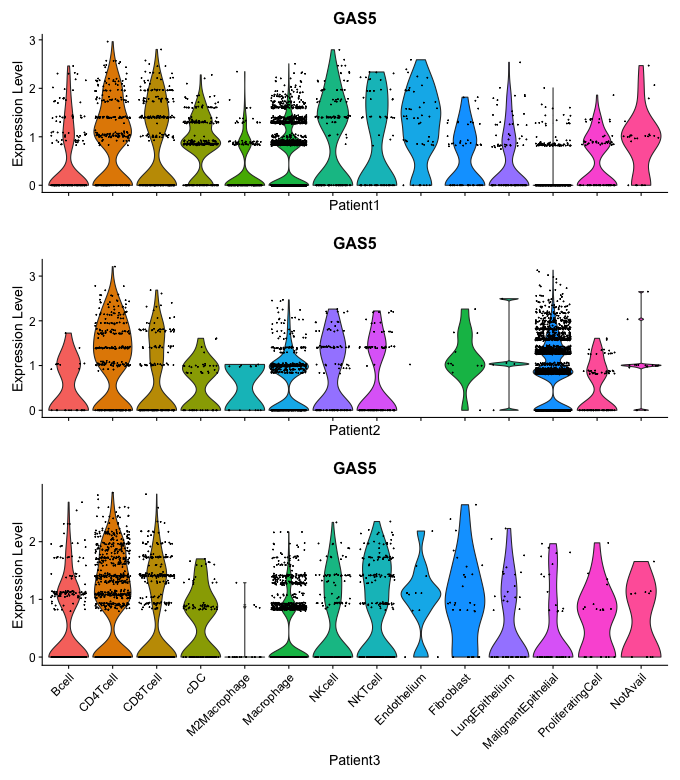 GAS5
Expression Level
3
2
1
0
Patient1
GAS5
Expression Level
3
2
1
0
Patient2
GAS5
Expression Level
2
1
0
Bcell
CD4Tcell
CD8Tcell
cDC
M2Macrophage
Macrophage
NKcell
NKTcell
Endothelium
Fibroblast
LungEpithelium
MalignantEpithelial
ProliferatingCell
NotAvail
Patient3